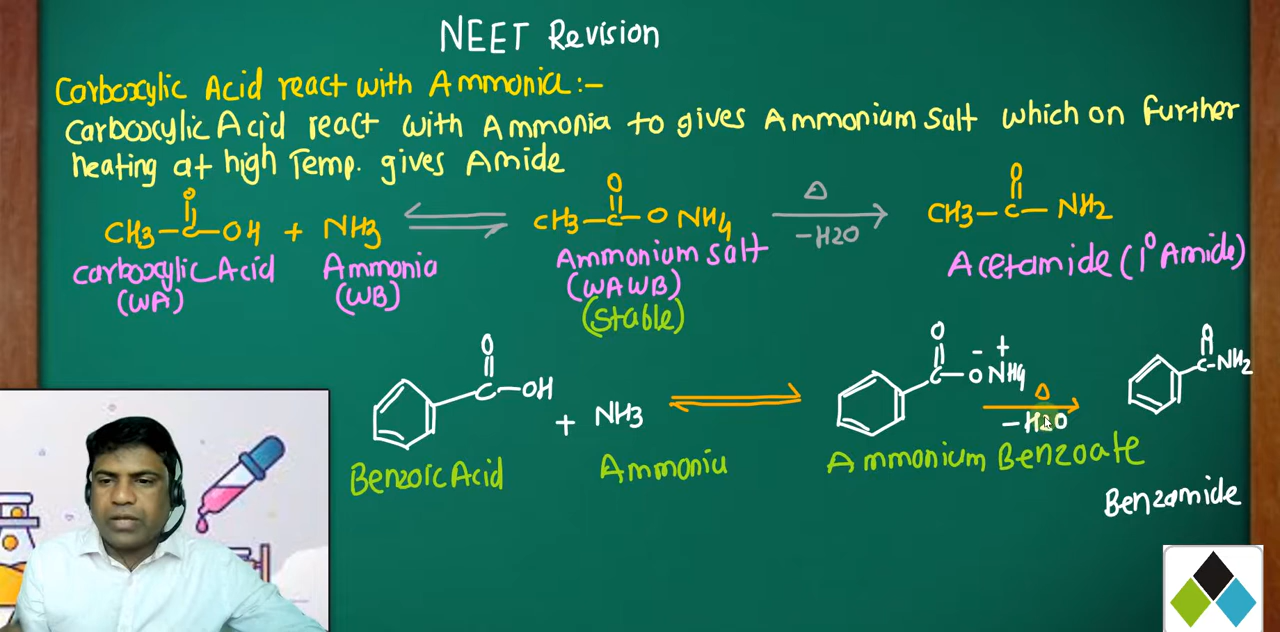 NEET Revision
Carboxylic Acid react with Ammonia :-
Carboxylic Acid react with Ammonia to gives Ammonium salt which on further
heating at high Temp. gives Amide
O O Δ O
CH3-C-OH + NH3 CH3-C-O NH4 -H2O CH3-C-NH2
Carboxylic Acid Ammonia Ammonium salt Acetamide (1° Amide)
(WA) (WB) (WAWB)
(stable)
O O - + O
C-OH + NH3 C-O NH4 Δ C-NH2
-H2O
Benzoic Acid Ammonia Ammonium Benzoate
Benzamide